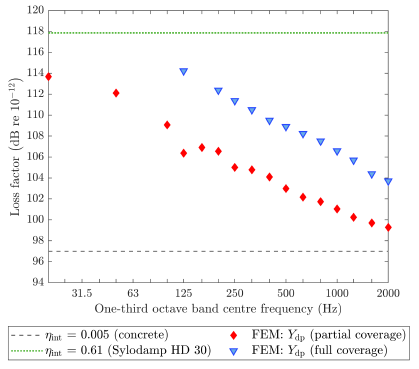 120
118
116
114
112
110
108
106
104
102
100
98
96
94
Loss factor (dB re 10⁻¹²)
31.5 63 125 250 500 1000 2000
One-third octave band centre frequency (Hz)
η_int = 0.005 (concrete)
η_int = 0.61 (Sylodamp HD 30)
FEM: Y_dp (partial coverage)
FEM: Y_dp (full coverage)